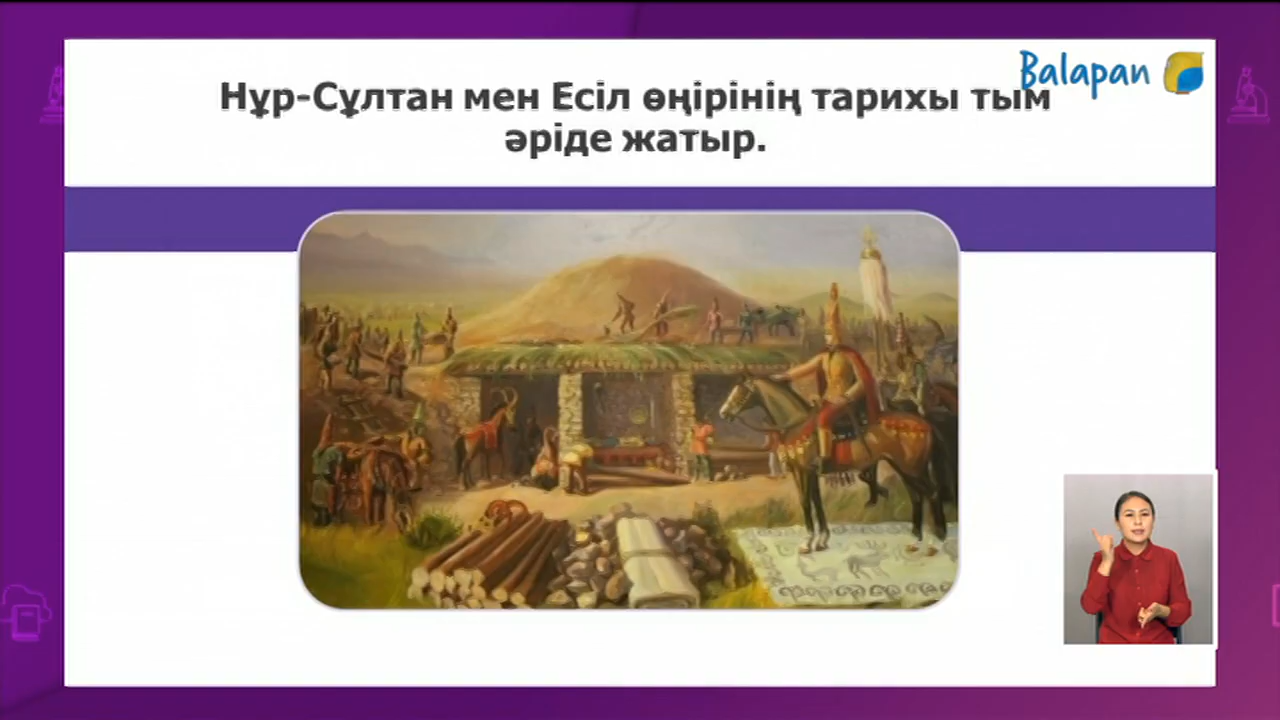 Balapan
Нұр-Сұлтан мен Есіл өңірінің тарихы тым
әріде жатыр.